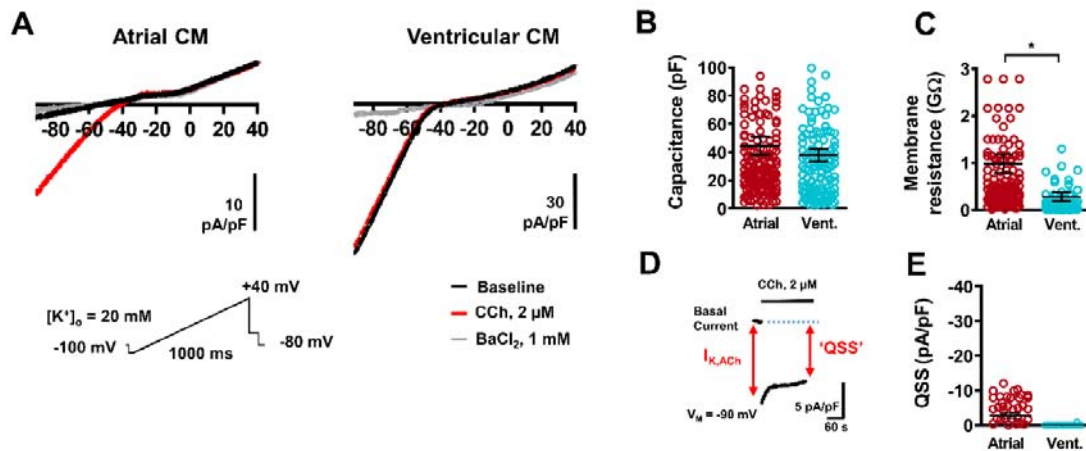 A
Atrial CM
-80 -60 -40 -20 0 20 40
10
pA/pF
Ventricular CM
-80 -60 -40 -20 0 20 40
30
pA/pF
[K⁺]ₒ = 20 mM
+40 mV
-100 mV
1000 ms
-80 mV
Baseline
CCh, 2 µM
BaCl₂, 1 mM
B
Capacitance (pF)
100
80
60
40
20
0
Atrial Vent.
C
Membrane
resistance (GΩ)
3
2
1
0
*
Atrial Vent.
D
CCh, 2 µM
Basal
Current
I K,ACh
'QSS'
V M = -90 mV
5 pA/pF
60 s
E
QSS (pA/pF)
-40
-30
-20
-10
0
Atrial Vent.